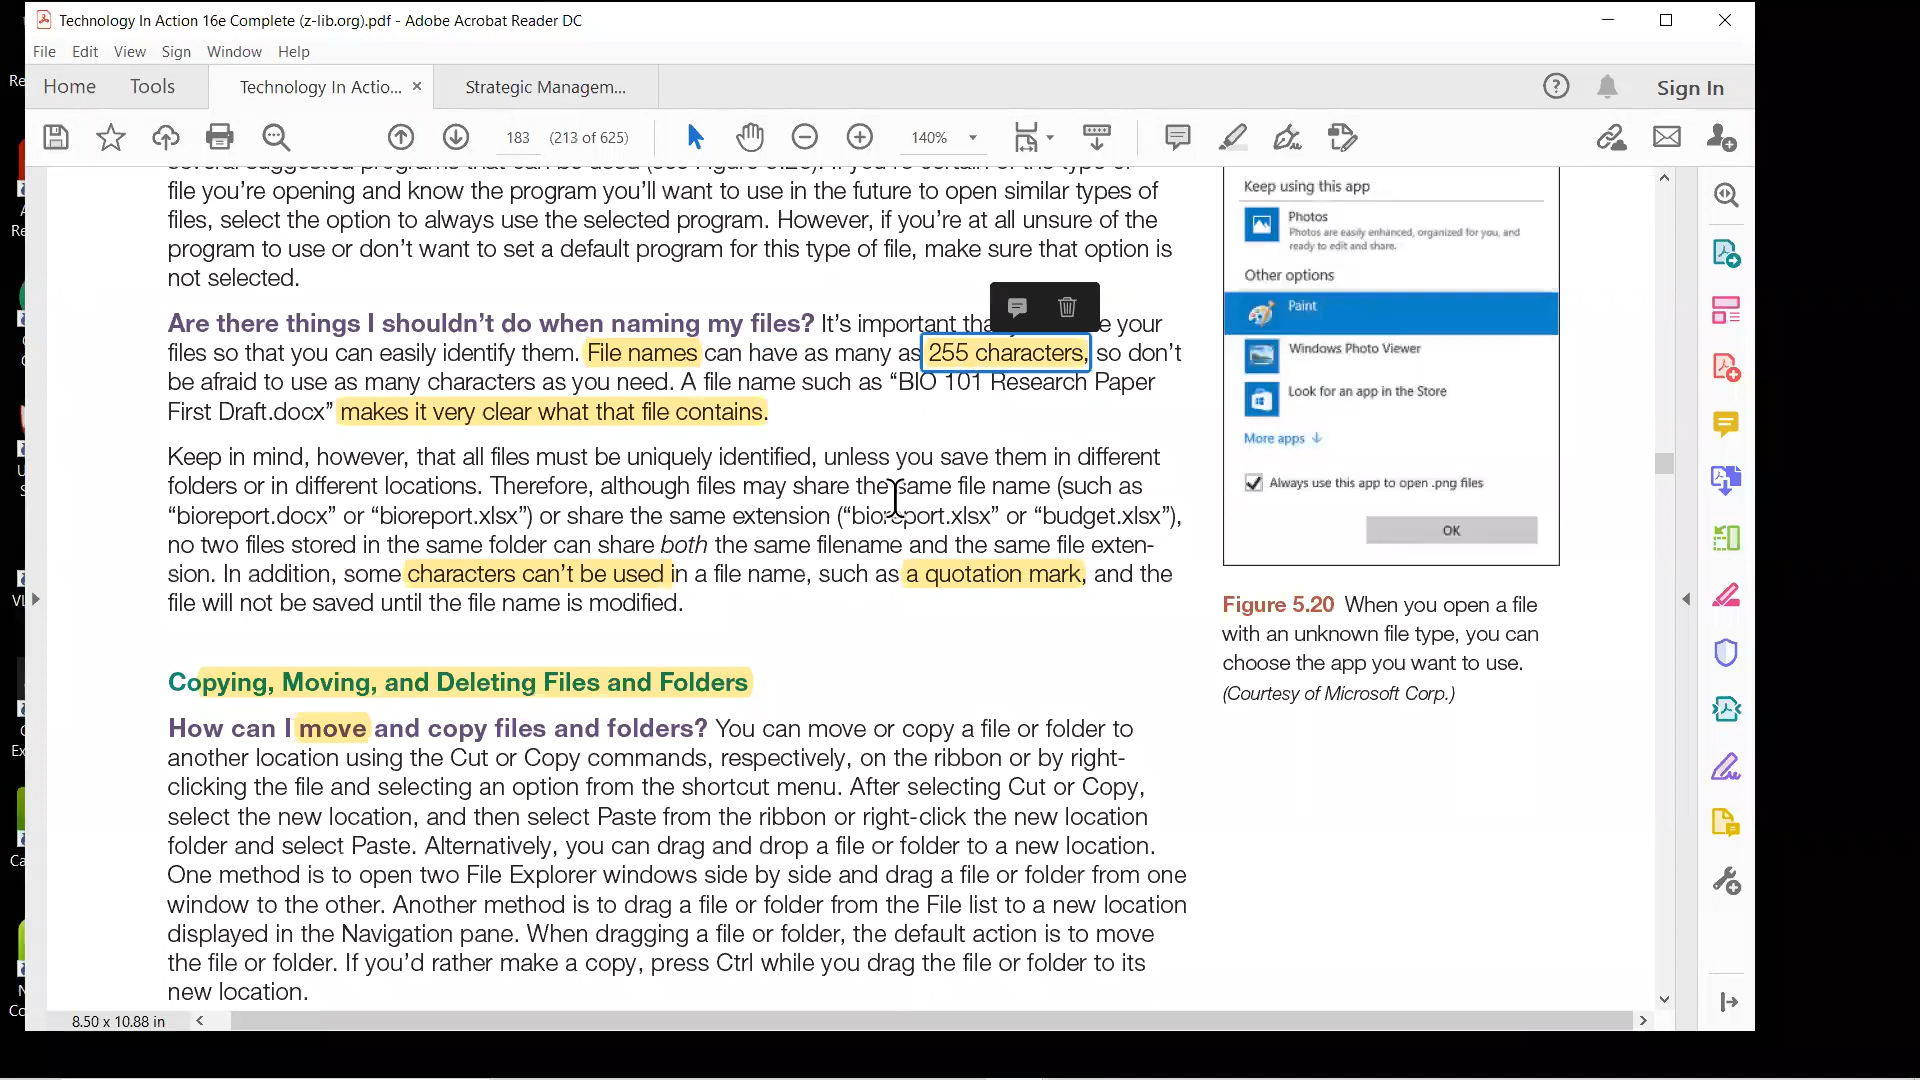 Technology In Action 16e Complete (z-lib.org).pdf - Adobe Acrobat Reader DC
File Edit View Sign Window Help
Home Tools Technology In Actio... × Strategic Managem... Sign In
183 (213 of 625) 140%
file you're opening and know the program you'll want to use in the future to open similar types of
files, select the option to always use the selected program. However, if you're at all unsure of the
program to use or don't want to set a default program for this type of file, make sure that option is
not selected.
Are there things I shouldn't do when naming my files? It's important your
files so that you can easily identify them. File names can have as many as 255 characters, so don't
be afraid to use as many characters as you need. A file name such as “BIO 101 Research Paper
First Draft.docx” makes it very clear what that file contains.
Keep in mind, however, that all files must be uniquely identified, unless you save them in different
folders or in different locations. Therefore, although files may share the same file name (such as
“bioreport.docx” or “bioreport.xlsx”) or share the same extension (“bioreport.xlsx” or “budget.xlsx”),
no two files stored in the same folder can share both the same filename and the same file exten-
sion. In addition, some characters can't be used in a file name, such as a quotation mark, and the
file will not be saved until the file name is modified.
Copying, Moving, and Deleting Files and Folders
How can I move and copy files and folders? You can move or copy a file or folder to
another location using the Cut or Copy commands, respectively, on the ribbon or by right-
clicking the file and selecting an option from the shortcut menu. After selecting Cut or Copy,
select the new location, and then select Paste from the ribbon or right-click the new location
folder and select Paste. Alternatively, you can drag and drop a file or folder to a new location.
One method is to open two File Explorer windows side by side and drag a file or folder from one
window to the other. Another method is to drag a file or folder from the File list to a new location
displayed in the Navigation pane. When dragging a file or folder, the default action is to move
the file or folder. If you'd rather make a copy, press Ctrl while you drag the file or folder to its
new location.
Keep using this app
Photos
Photos are easily enhanced, organized for you, and
ready to edit and share.
Other options
Paint
Windows Photo Viewer
Look for an app in the Store
More apps ↓
Always use this app to open .png files
OK
Figure 5.20 When you open a file
with an unknown file type, you can
choose the app you want to use.
(Courtesy of Microsoft Corp.)
8.50 x 10.88 in